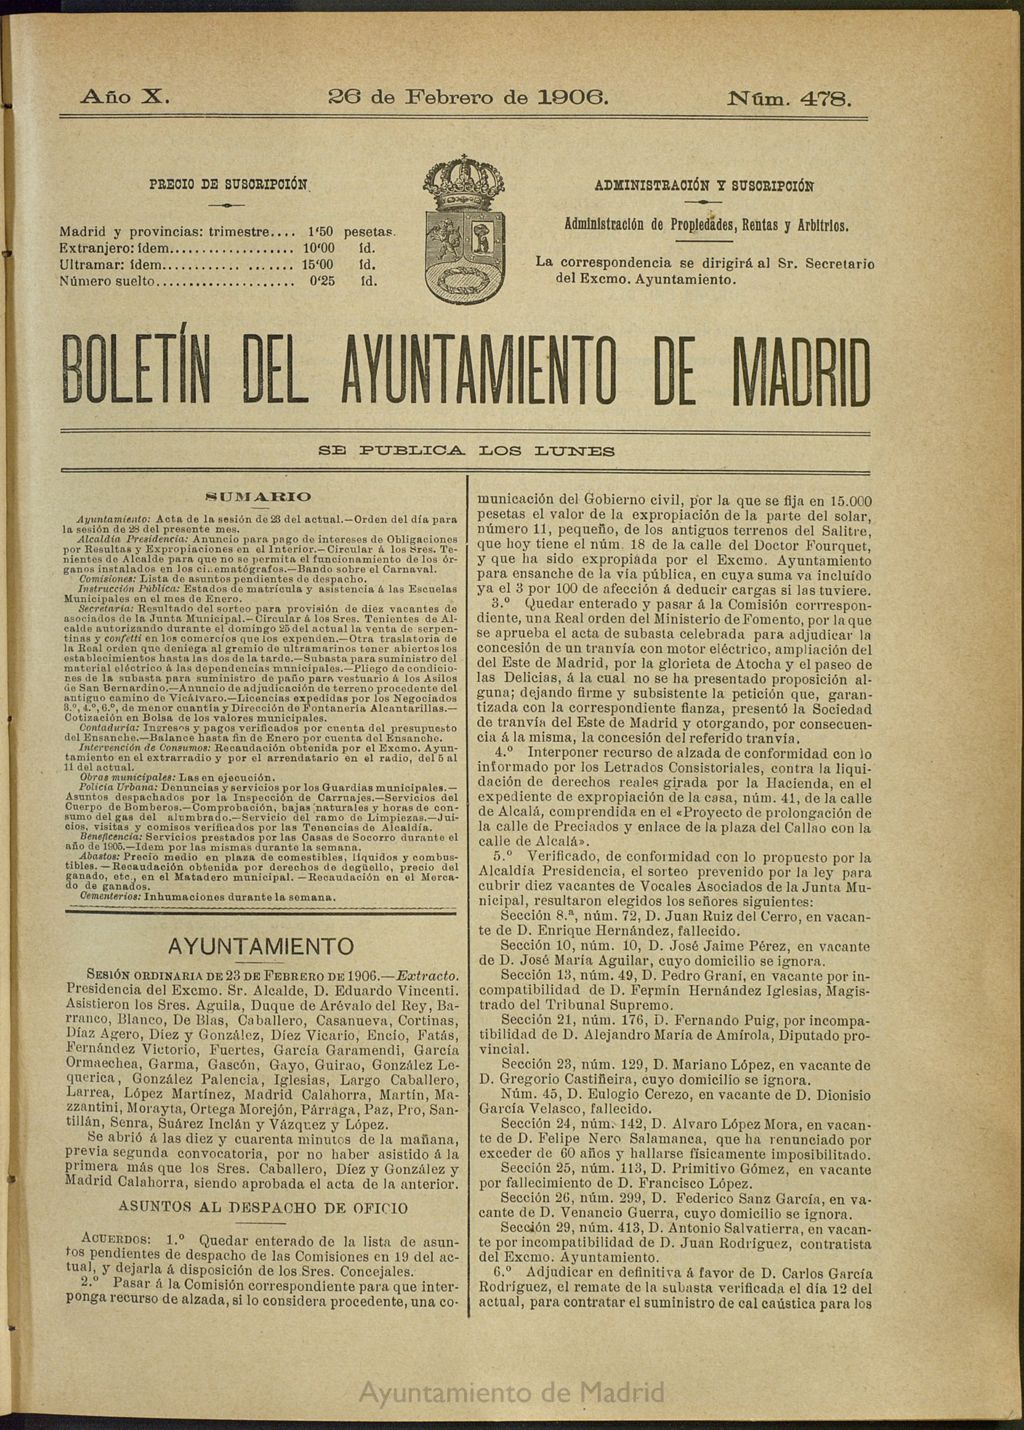 Año X.
26 de Febrero de 1906.
Núm. 478.
PRECIO DE SUSCRIPCIÓN
Madrid y provincias: trimestre.... 1'50 pesetas.
Extranjero: ídem.................. 10'00 íd.
Ultramar: ídem............ ....... 15'00 íd.
Número suelto..................... 0'25 íd.
ADMINISTRACIÓN Y SUSCRIPCIÓN
Administración de Propiedades, Rentas y Arbitrios.
La correspondencia se dirigirá al Sr. Secretario
del Excmo. Ayuntamiento.
BOLETÍN DEL AYUNTAMIENTO DE MADRID
SE PUBLICA LOS LUNES
SUMARIO
Ayuntamiento: Acta de la sesión de 23 del actual.—Orden del día para
la sesión de 28 del presente mes.
Alcaldía Presidencia: Anuncio para pago de intereses de Obligaciones
por Resultas y Expropiaciones en el Interior.—Circular á los Sres. Te-
nientes de Alcalde para que no se permita el funcionamiento de los ór-
ganos instalados en los ci..ematógrafos.—Bando sobre el Carnaval.
Comisiones: Lista de asuntos pendientes de despacho.
Instrucción Pública: Estados de matrícula y asistencia á las Escuelas
Municipales en el mes de Enero.
Secretaría: Resultado del sorteo para provisión de diez vacantes de
asociados de la Junta Municipal.—Circular á los Sres. Tenientes de Al-
calde autorizando durante el domingo 25 del actual la venta de serpen-
tinas y confetti en los comercios que los expenden.—Otra traslatoria de
la Real orden que deniega al gremio de ultramarinos tener abiertos los
establecimientos hasta las dos de la tarde.—Subasta para suministro del
material eléctrico á las dependencias municipales.—Pliego de condicio-
nes de la subasta para suministro de paño para vestuario á los Asilos
de San Bernardino.—Anuncio de adjudicación de terreno procedente del
antiguo camino de Vicálvaro.—Licencias expedidas por los Negociados
3.º, 4.º, 6.º, de menor cuantía y Dirección de Fontanería Alcantarillas.—
Cotización en Bolsa de los valores municipales.
Contaduría: Ingresos y pagos verificados por cuenta del presupuesto
del Ensanche.—Balance hasta fin de Enero por cuenta del Ensanche.
Intervención de Consumos: Recaudación obtenida por el Excmo. Ayun-
tamiento en el extrarradio y por el arrendatario en el radio, del 5 al
11 del actual.
Obras municipales: Las en ejecución.
Policía Urbana: Denuncias y servicios por los Guardias municipales.—
Asuntos despachados por la Inspección de Carruajes.—Servicios del
Cuerpo de Bomberos.—Comprobación, bajas naturales y horas de con-
sumo del gas del alumbrado.—Servicio del ramo de Limpiezas.—Jui-
cios, visitas y comisos verificados por las Tenencias de Alcaldía.
Beneficencia: Servicios prestados por las Casas de Socorro durante el
año de 1905.—Idem por las mismas durante la semana.
Abastos: Precio medio en plaza de comestibles, líquidos y combus-
tibles.—Recaudación obtenida por derechos de degüello, precio del
ganado, etc., en el Matadero municipal.—Recaudación en el Merca-
do de ganados.
Cementerios: Inhumaciones durante la semana.
AYUNTAMIENTO
SESIÓN ORDINARIA DE 23 DE FEBRERO DE 1906.—Extracto.
Presidencia del Excmo. Sr. Alcalde, D. Eduardo Vincenti.
Asistieron los Sres. Aguila, Duque de Arévalo del Rey, Ba-
rranco, Blanco, De Blas, Caballero, Casanueva, Cortinas,
Díaz Agero, Díez y González, Díez Vicario, Encío, Fatás,
Fernández Victorio, Fuertes, García Garamendi, García
Ormaechea, Garma, Gascón, Gayo, Guirao, González Le-
querica, González Palencia, Iglesias, Largo Caballero,
Larrea, López Martínez, Madrid Calahorra, Martín, Ma-
zzantini, Morayta, Ortega Morejón, Párraga, Paz, Pro, San-
tillán, Senra, Suárez Inclán y Vázquez y López.
Se abrió á las diez y cuarenta minutos de la mañana,
previa segunda convocatoria, por no haber asistido á la
primera más que los Sres. Caballero, Díez y González y
Madrid Calahorra, siendo aprobada el acta de la anterior.
ASUNTOS AL DESPACHO DE OFICIO
ACUERDOS: 1.º Quedar enterado de la lista de asun-
tos pendientes de despacho de las Comisiones en 19 del ac-
tual, y dejarla á disposición de los Sres. Concejales.
2.º Pasar á la Comisión correspondiente para que inter-
ponga recurso de alzada, si lo considera procedente, una co-
municación del Gobierno civil, por la que se fija en 15.000
pesetas el valor de la expropiación de la parte del solar,
número 11, pequeño, de los antiguos terrenos del Salitre,
que hoy tiene el núm. 18 de la calle del Doctor Fourquet,
y que ha sido expropiada por el Excmo. Ayuntamiento
para ensanche de la vía pública, en cuya suma va incluído
ya el 3 por 100 de afección á deducir cargas si las tuviere.
3.º Quedar enterado y pasar á la Comisión corrrespon-
diente, una Real orden del Ministerio de Fomento, por la que
se aprueba el acta de subasta celebrada para adjudicar la
concesión de un tranvía con motor eléctrico, ampliación del
del Este de Madrid, por la glorieta de Atocha y el paseo de
las Delicias, á la cual no se ha presentado proposición al-
guna; dejando firme y subsistente la petición que, garan-
tizada con la correspondiente fianza, presentó la Sociedad
de tranvía del Este de Madrid y otorgando, por consecuen-
cia á la misma, la concesión del referido tranvía.
4.º Interponer recurso de alzada de conformidad con lo
informado por los Letrados Consistoriales, contra la liqui-
dación de derechos reales girada por la Hacienda, en el
expediente de expropiación de la casa, núm. 41, de la calle
de Alcalá, comprendida en el «Proyecto de prolongación de
la calle de Preciados y enlace de la plaza del Callao con la
calle de Alcalá».
5.º Verificado, de conformidad con lo propuesto por la
Alcaldía Presidencia, el sorteo prevenido por la ley para
cubrir diez vacantes de Vocales Asociados de la Junta Mu-
nicipal, resultaron elegidos los señores siguientes:
Sección 8.ª, núm. 72, D. Juan Ruiz del Cerro, en vacan-
te de D. Enrique Hernández, fallecido.
Sección 10, núm. 10, D. José Jaime Pérez, en vacante
de D. José María Aguilar, cuyo domicilio se ignora.
Sección 13, núm. 49, D. Pedro Graní, en vacante por in-
compatibilidad de D. Fermín Hernández Iglesias, Magis-
trado del Tribunal Supremo.
Sección 21, núm. 176, D. Fernando Puig, por incompa-
tibilidad de D. Alejandro María de Amírola, Diputado pro-
vincial.
Sección 23, núm. 129, D. Mariano López, en vacante de
D. Gregorio Castiñeira, cuyo domicilio se ignora.
Núm. 45, D. Eulogio Cerezo, en vacante de D. Dionisio
García Velasco, fallecido.
Sección 24, núm. 142, D. Alvaro López Mora, en vacan-
te de D. Felipe Nero Salamanca, que ha renunciado por
exceder de 60 años y hallarse físicamente imposibilitado.
Sección 25, núm. 113, D. Primitivo Gómez, en vacante
por fallecimiento de D. Francisco López.
Sección 26, núm. 299, D. Federico Sanz García, en va-
cante de D. Venancio Guerra, cuyo domicilio se ignora.
Sección 29, núm. 413, D. Antonio Salvatierra, en vacan-
te por incompatibilidad de D. Juan Rodríguez, contratista
del Excmo. Ayuntamiento.
6.º Adjudicar en definitiva á favor de D. Carlos García
Rodríguez, el remate de la subasta verificada el día 12 del
actual, para contratar el suministro de cal caústica para los
Ayuntamiento de Madrid